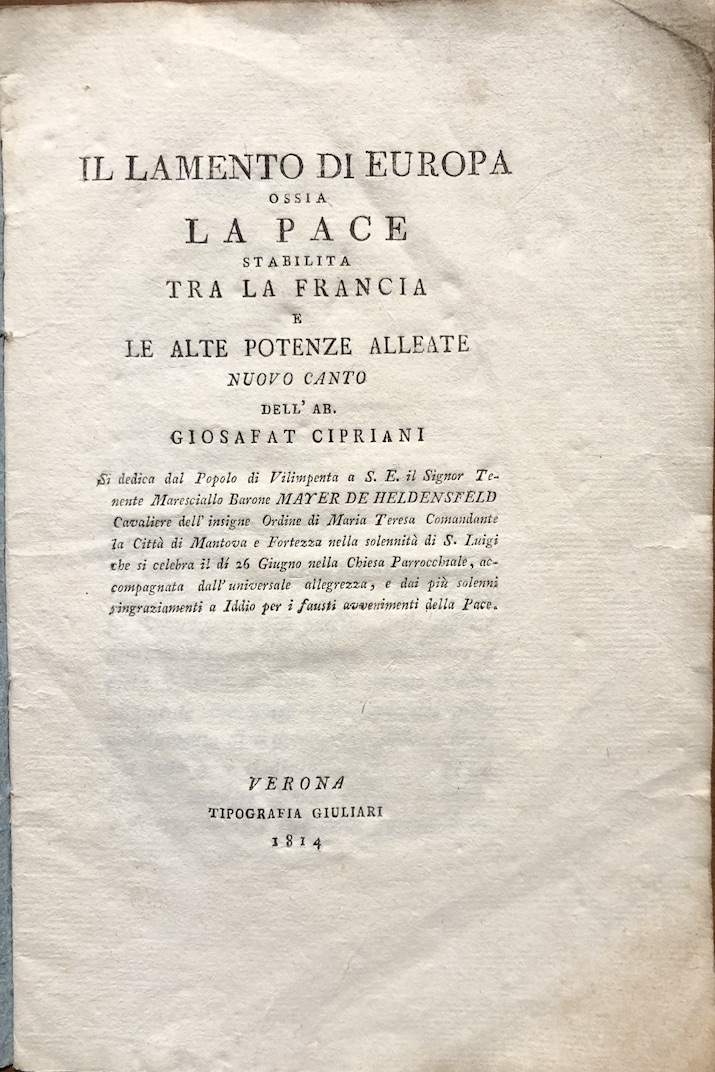 IL LAMENTO DI EUROPA
OSSIA
LA PACE
STABILITA
TRA LA FRANCIA
E
LE ALTE POTENZE ALLEATE
NUOVO CANTO
DELL' AB.
GIOSAFAT CIPRIANI
Si dedica dal Popolo di Vilimpenta a S. E. il Signor Te-
nente Maresciallo Barone MAYER DE HELDENSFELD
Cavaliere dell' insigne Ordine di Maria Teresa Comandante
la Città di Mantova e Fortezza nella solennità di S. Luigi
che si celebra il dí 26 Giugno nella Chiesa Parrocchiale, ac-
compagnata dall' universale allegrezza, e dai più solenni
ringraziamenti a Iddio per i fausti avvenimenti della Pace.
VERONA
TIPOGRAFIA GIULIARI
1814